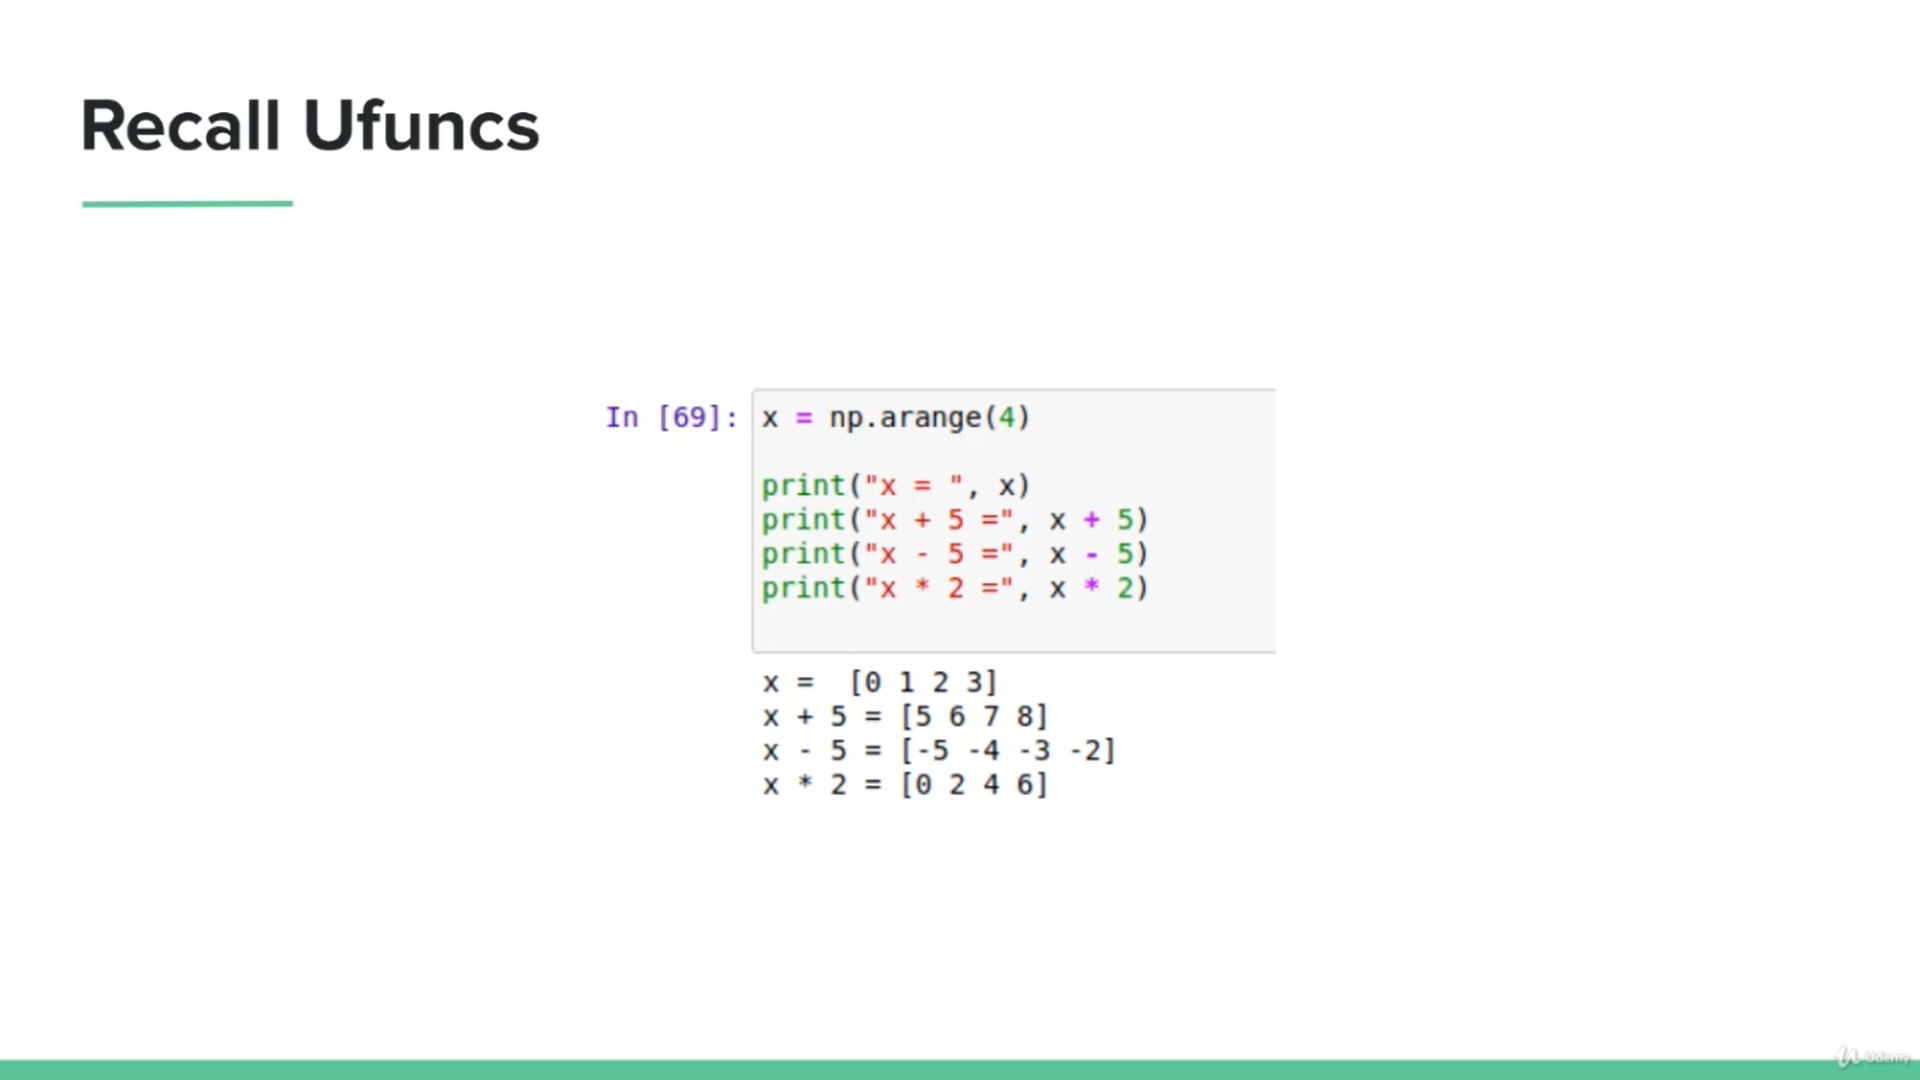 Recall Ufuncs
In [69]: x = np.arange(4)
print("x = ", x)
print("x + 5 =", x + 5)
print("x - 5 =", x - 5)
print("x * 2 =", x * 2)
x =  [0 1 2 3]
x + 5 = [5 6 7 8]
x - 5 = [-5 -4 -3 -2]
x * 2 = [0 2 4 6]
Udemy